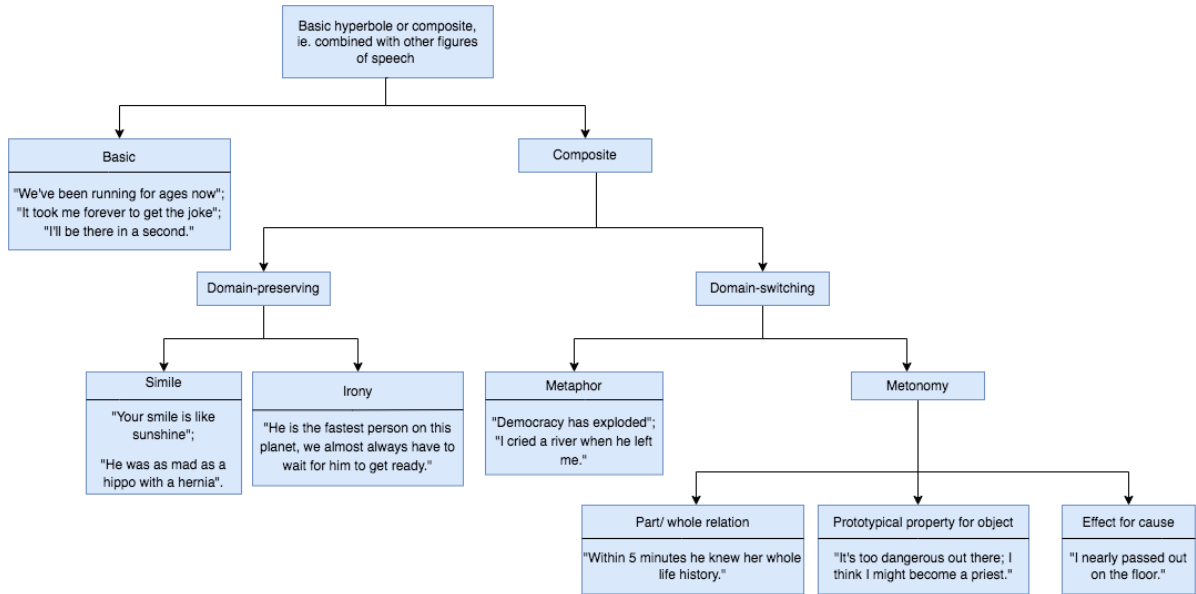 Basic hyperbole or composite,
ie. combined with other figures
of speech
Basic
"We've been running for ages now";
"It took me forever to get the joke";
"I'll be there in a second."
Composite
Domain-preserving
Domain-switching
Simile
"Your smile is like
sunshine";
"He was as mad as a
hippo with a hernia".
Irony
"He is the fastest person on this
planet, we almost always have to
wait for him to get ready."
Metaphor
"Democracy has exploded";
"I cried a river when he left
me."
Metonomy
Part/ whole relation
"Within 5 minutes he knew her whole
life history."
Prototypical property for object
"It's too dangerous out there; I
think I might become a priest."
Effect for cause
"I nearly passed out
on the floor."